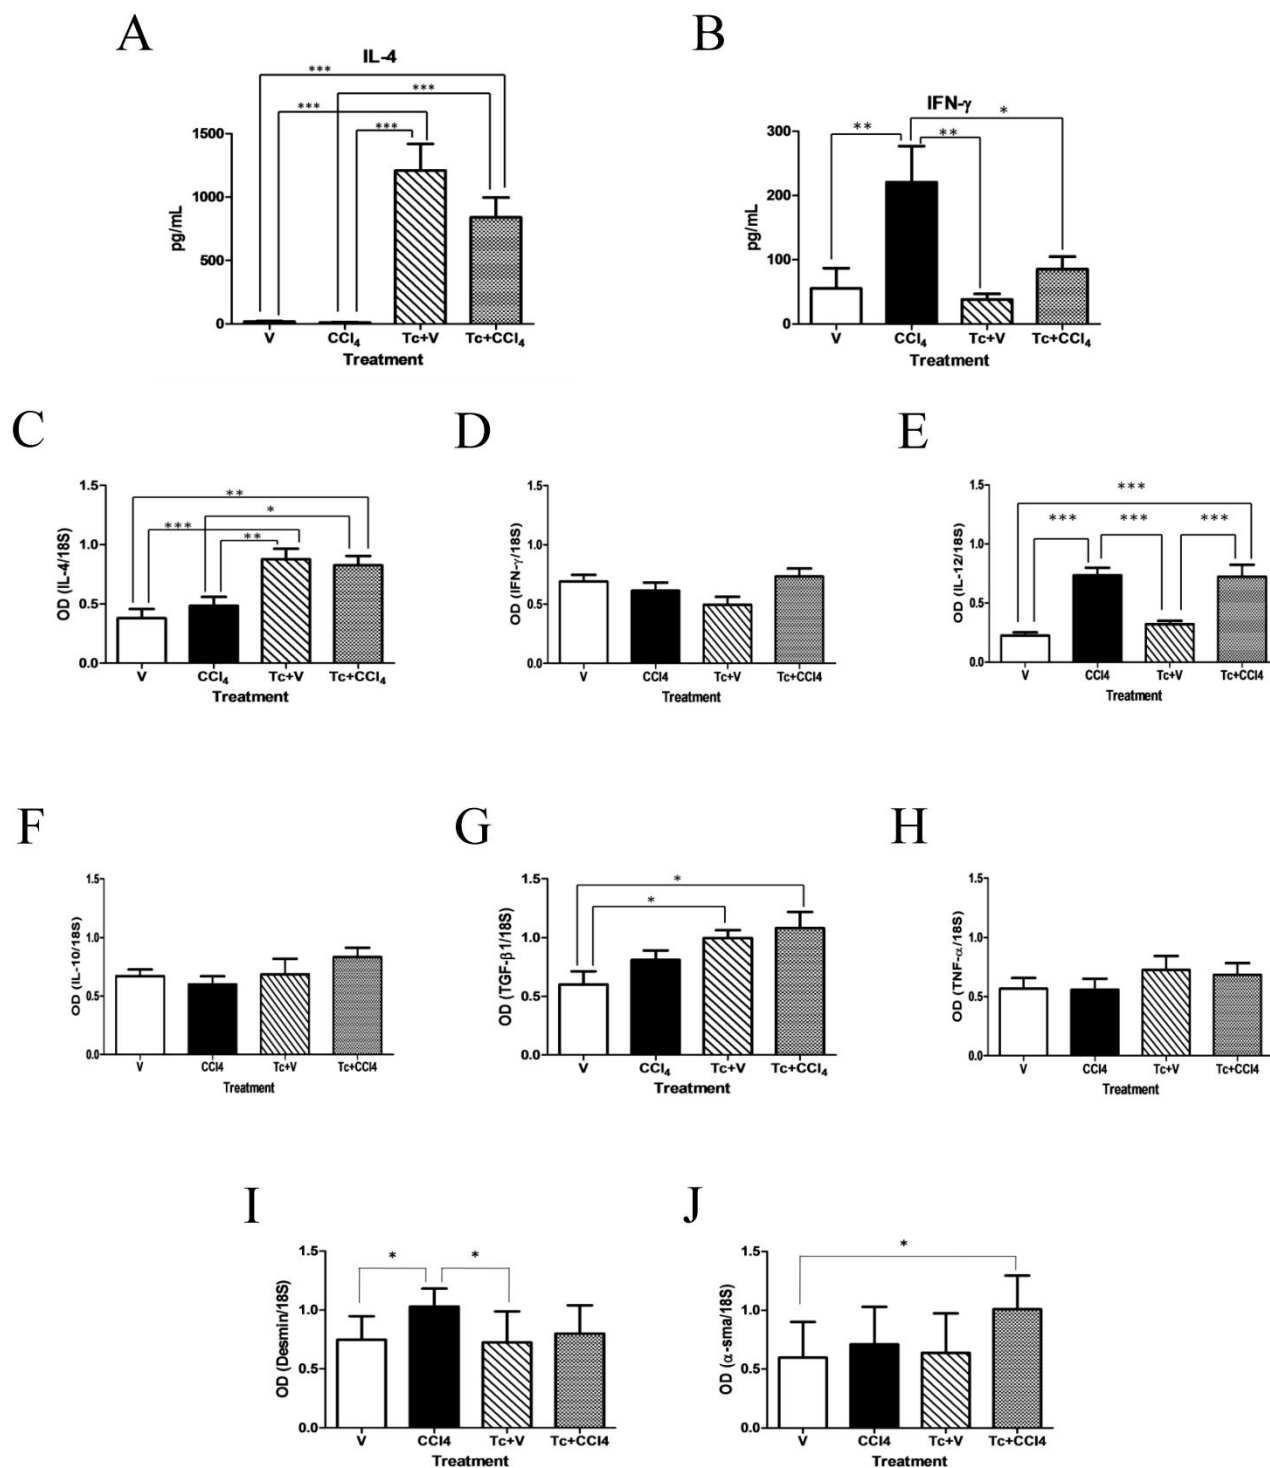 A
B
IL-4
***
***
***
***
1500
1000
500
0
pg/mL
V
CCl₄
Tc+V
Tc+CCl₄
Treatment
IFN-γ
*
**
**
300
200
100
0
pg/mL
V
CCl₄
Tc+V
Tc+CCl₄
Treatment
C
D
E
OD (IL-4/18S)
1.5
1.0
0.5
0.0
**
*
***
**
V
CCl₄
Tc+V
Tc+CCl₄
Treatment
OD (IFN-γ/18S)
1.5
1.0
0.5
0.0
V
CCl4
Tc+V
Tc+CCl4
Treatment
OD (IL-12/18S)
1.5
1.0
0.5
0.0
***
***
***
***
V
CCl4
Tc+V
Tc+CCl4
Treatment
F
G
H
OD (IL-10/18S)
1.5
1.0
0.5
0.0
V
CCl4
Tc+V
Tc+CCl4
Treatment
OD (TGF-β1/18S)
1.5
1.0
0.5
0.0
*
*
V
CCl₄
Tc+V
Tc+CCl₄
Treatment
OD (TNF-α/18S)
1.5
1.0
0.5
0.0
V
CCl4
Tc+V
Tc+CCl4
Treatment
I
J
OD (Desmin/18S)
1.5
1.0
0.5
0.0
*
*
V
CCl4
Tc+V
Tc+CCl4
Treatment
OD (α-sma/18S)
1.5
1.0
0.5
0.0
*
V
CCl4
Tc+V
Tc+CCl4
Treatment